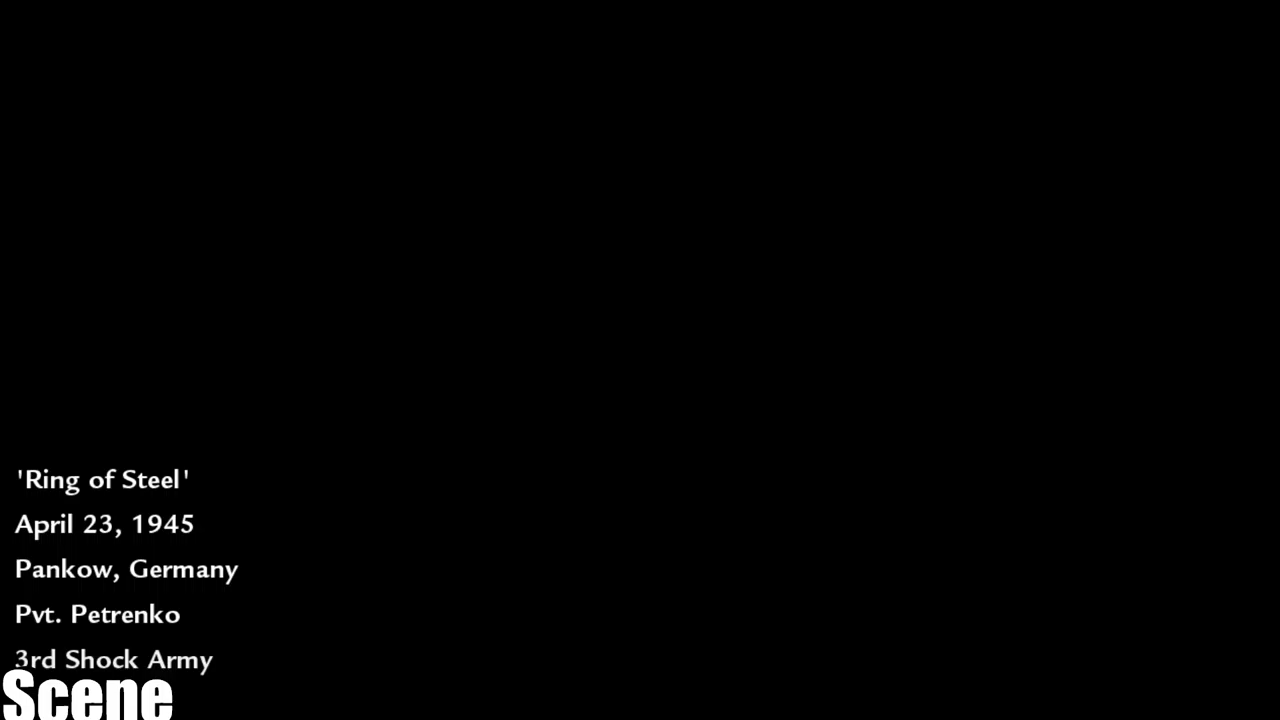 'Ring of Steel'
April 23, 1945
Pankow, Germany
Pvt. Petrenko
3rd Shock Army
Scene